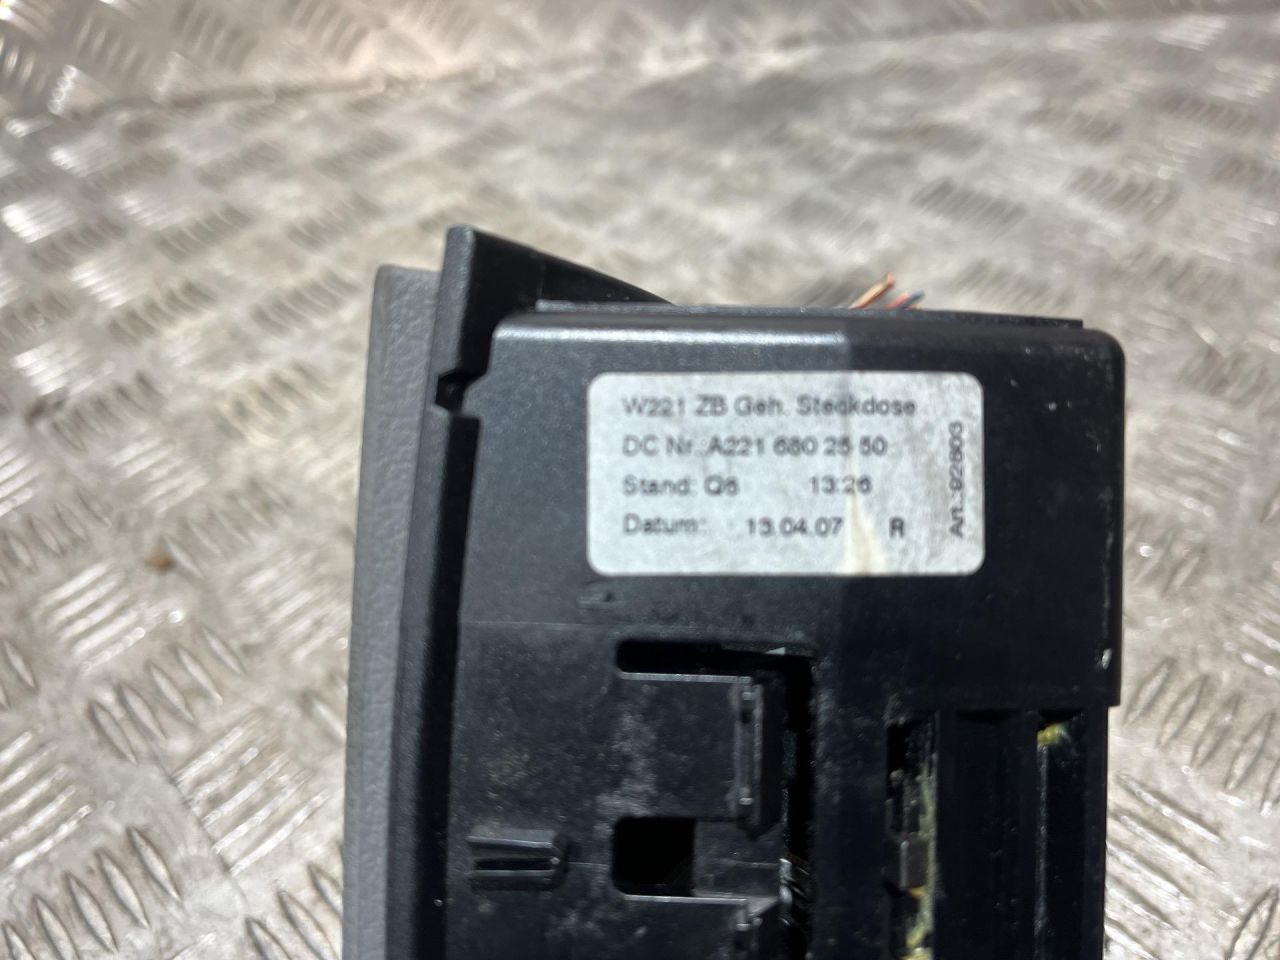 W221 ZB Geh. Steckdose
DC Nr.:A221 680 25 50
Stand: Q6 13:26
Datum: 13.04.07 R
Art.:92606